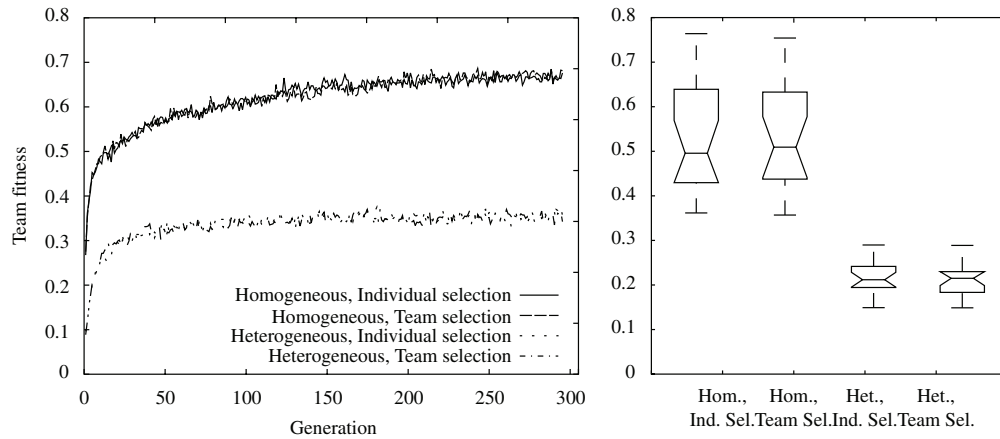 0.8
0.7
0.6
0.5
0.4
0.3
0.2
0.1
0
Team fitness
0 50 100 150 200 250 300
Generation
Homogeneous, Individual selection
Homogeneous, Team selection
Heterogeneous, Individual selection
Heterogeneous, Team selection
0.8
0.7
0.6
0.5
0.4
0.3
0.2
0.1
0
Hom., Hom., Het., Het.,
Ind. Sel.Team Sel.Ind. Sel.Team Sel.